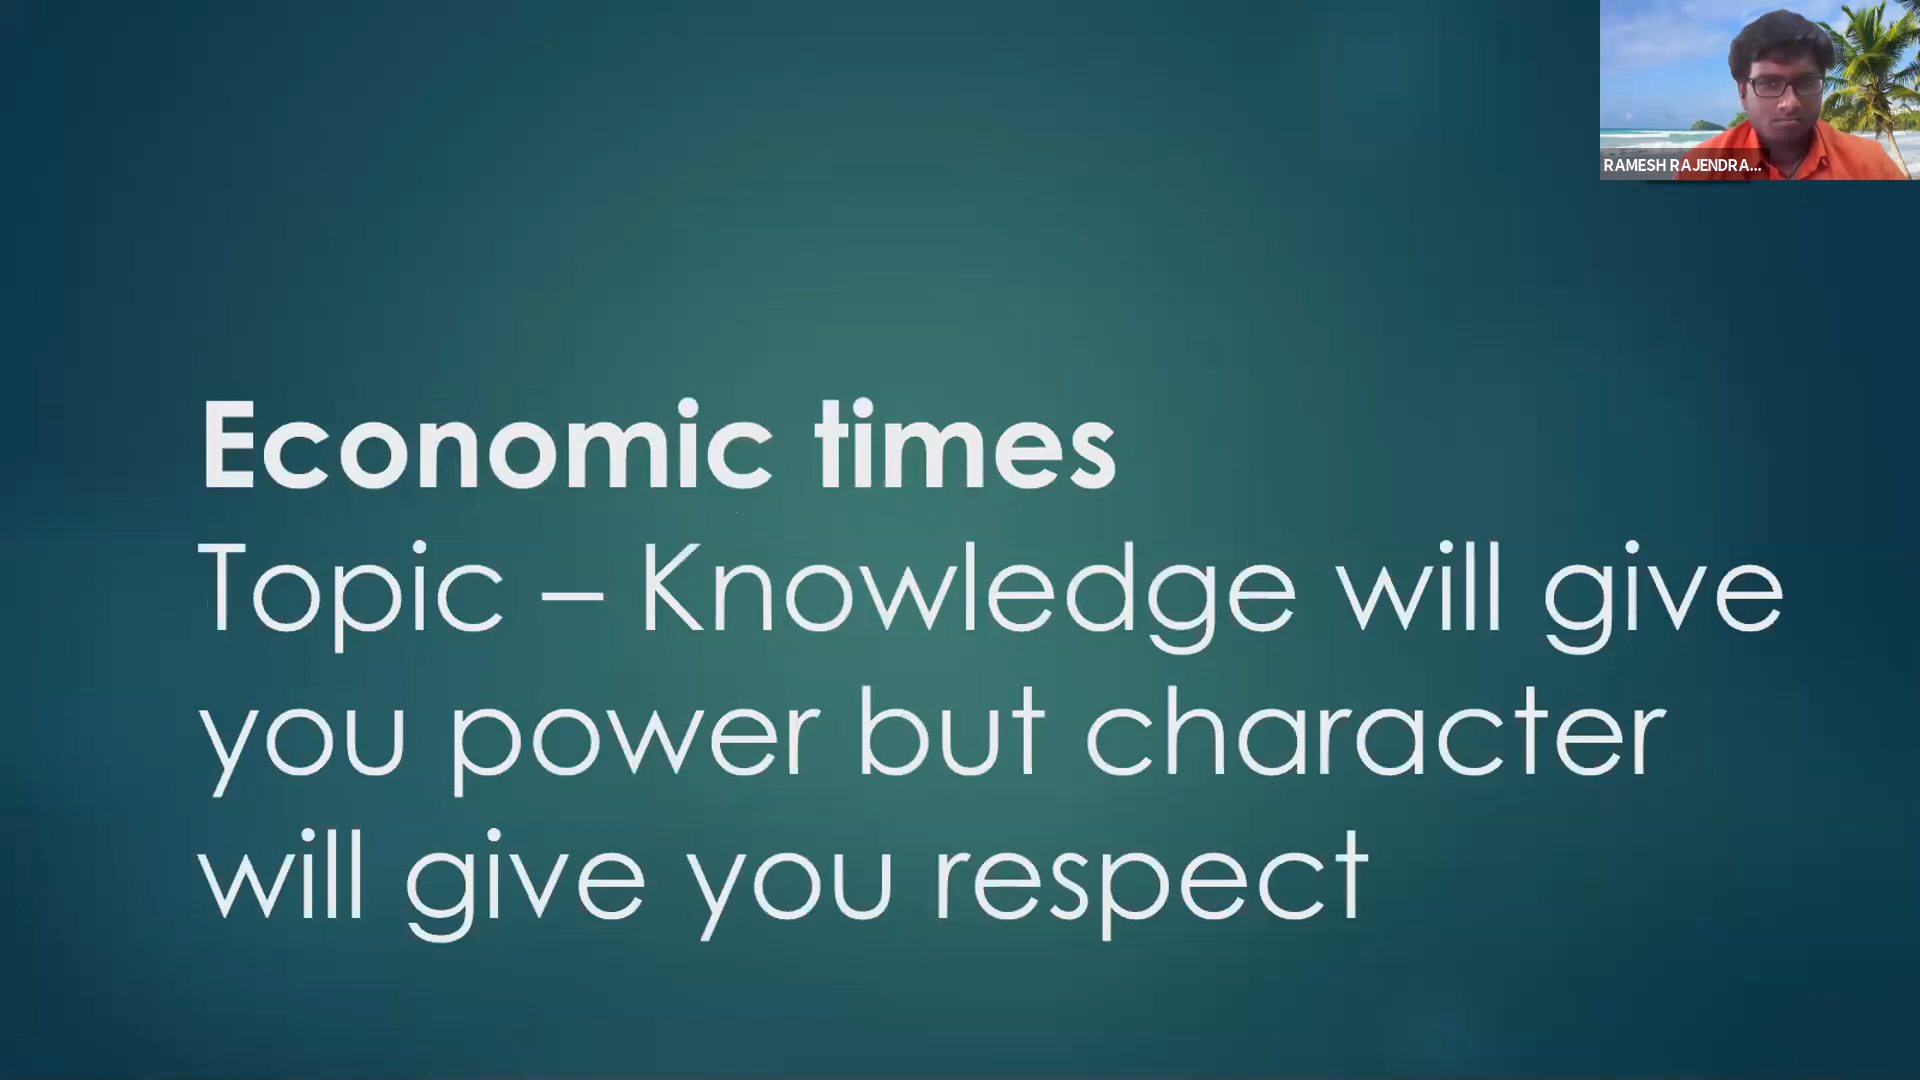 RAMESH RAJENDRA...
Economic times
Topic – Knowledge will give
you power but character
will give you respect